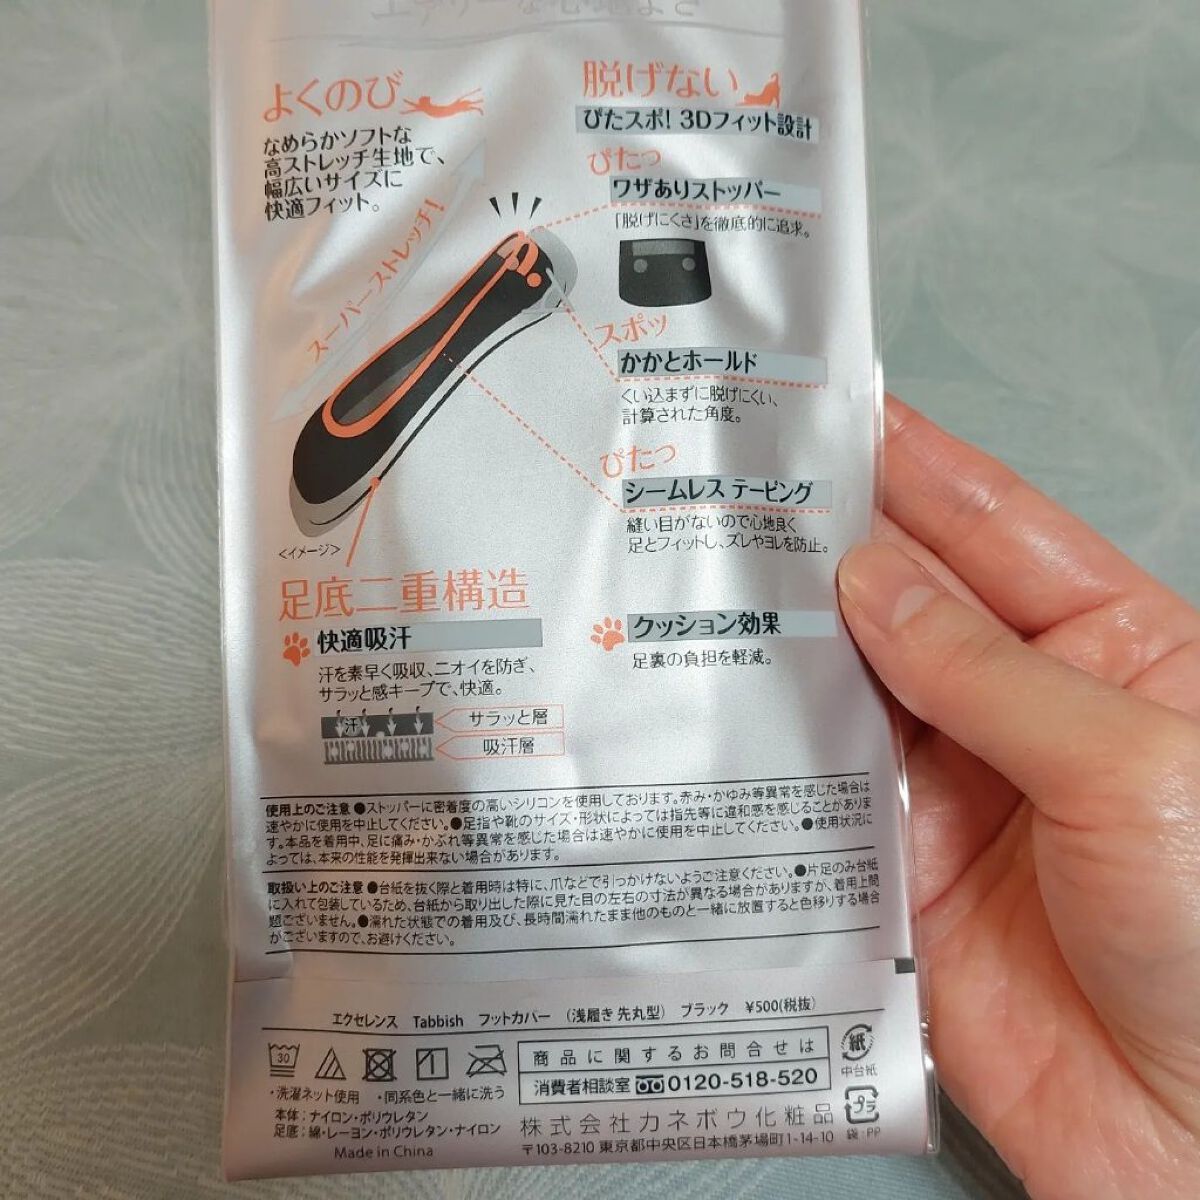 エアリーな心地よさ
よくのび
なめらかソフトな
高ストレッチ生地で、
幅広いサイズに
快適フィット。
スーパーストレッチ!
脱げない
ぴたスポ! 3Dフィット設計
ぴたっ
ワザありストッパー
「脱げにくさ」を徹底的に追求。
スポッ
かかとホールド
くい込まずに脱げにくい、
計算された角度。
ぴたっ
シームレス テーピング
縫い目がないので心地良く
足とフィットし、ズレやヨレを防止。
<イメージ>
足底二重構造
快適吸汗
汗を素早く吸収、ニオイを防ぎ、
サラッと感キープで、快適。
汗
サラッと層
吸汗層
クッション効果
足裏の負担を軽減。
使用上のご注意 ●ストッパーに密着度の高いシリコンを使用しております。赤み・かゆみ等異常を感じた場合は
速やかに使用を中止してください。●足指や靴のサイズ・形状によっては指先等に違和感を感じることがありま
す。本品を着用中、足に痛み・かぶれ等異常を感じた場合は速やかに使用を中止してください。●使用状況に
よっては、本来の性能を発揮出来ない場合があります。
取扱い上のご注意 ●台紙を抜く際と着用時は特に、爪などで引っかけないようご注意ください。●片足のみ台紙
に入れて包装しているため、台紙から取り出した際に見た目の左右の寸法が異なる場合がありますが、着用上問
題ございません。●濡れた状態での着用及び、長時間濡れたまま他のものと一緒に放置すると色移りする場合
がございますので、お避けください。
エクセレンス Tabbish フットカバー (浅履き 先丸型) ブラック ¥500(税抜)
30
・洗濯ネット使用 ・同系色と一緒に洗う
本体:ナイロン・ポリウレタン
足底:綿・レーヨン・ポリウレタン・ナイロン
Made in China
商品に関するお問合せは
消費者相談室 0120-518-520
株式会社カネボウ化粧品
〒103-8210 東京都中央区日本橋茅場町1-14-10
紙
中台紙
プラ
袋:PP